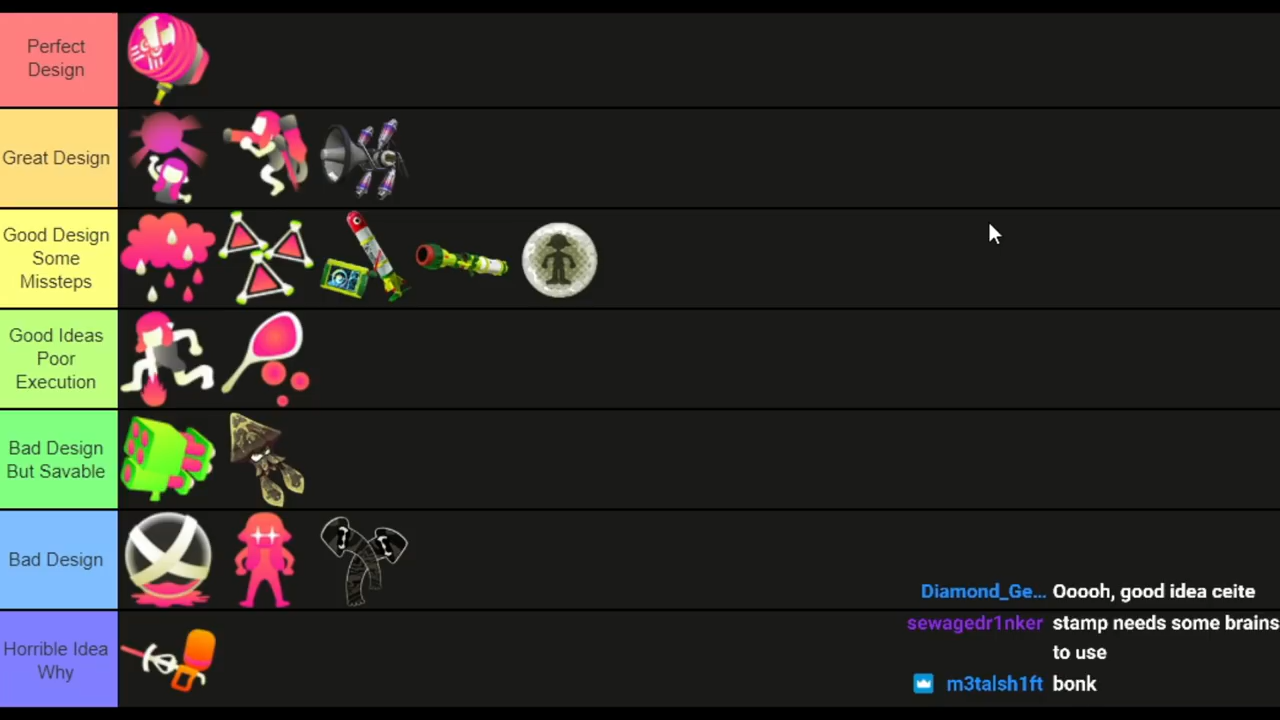 Perfect
Design
Great Design
Good Design
Some
Missteps
Good Ideas
Poor
Execution
Bad Design
But Savable
Bad Design
Horrible Idea
Why
Diamond_Ge... Ooooh, good idea ceite
sewagedr1nker stamp needs some brains
to use
m3talsh1ft bonk